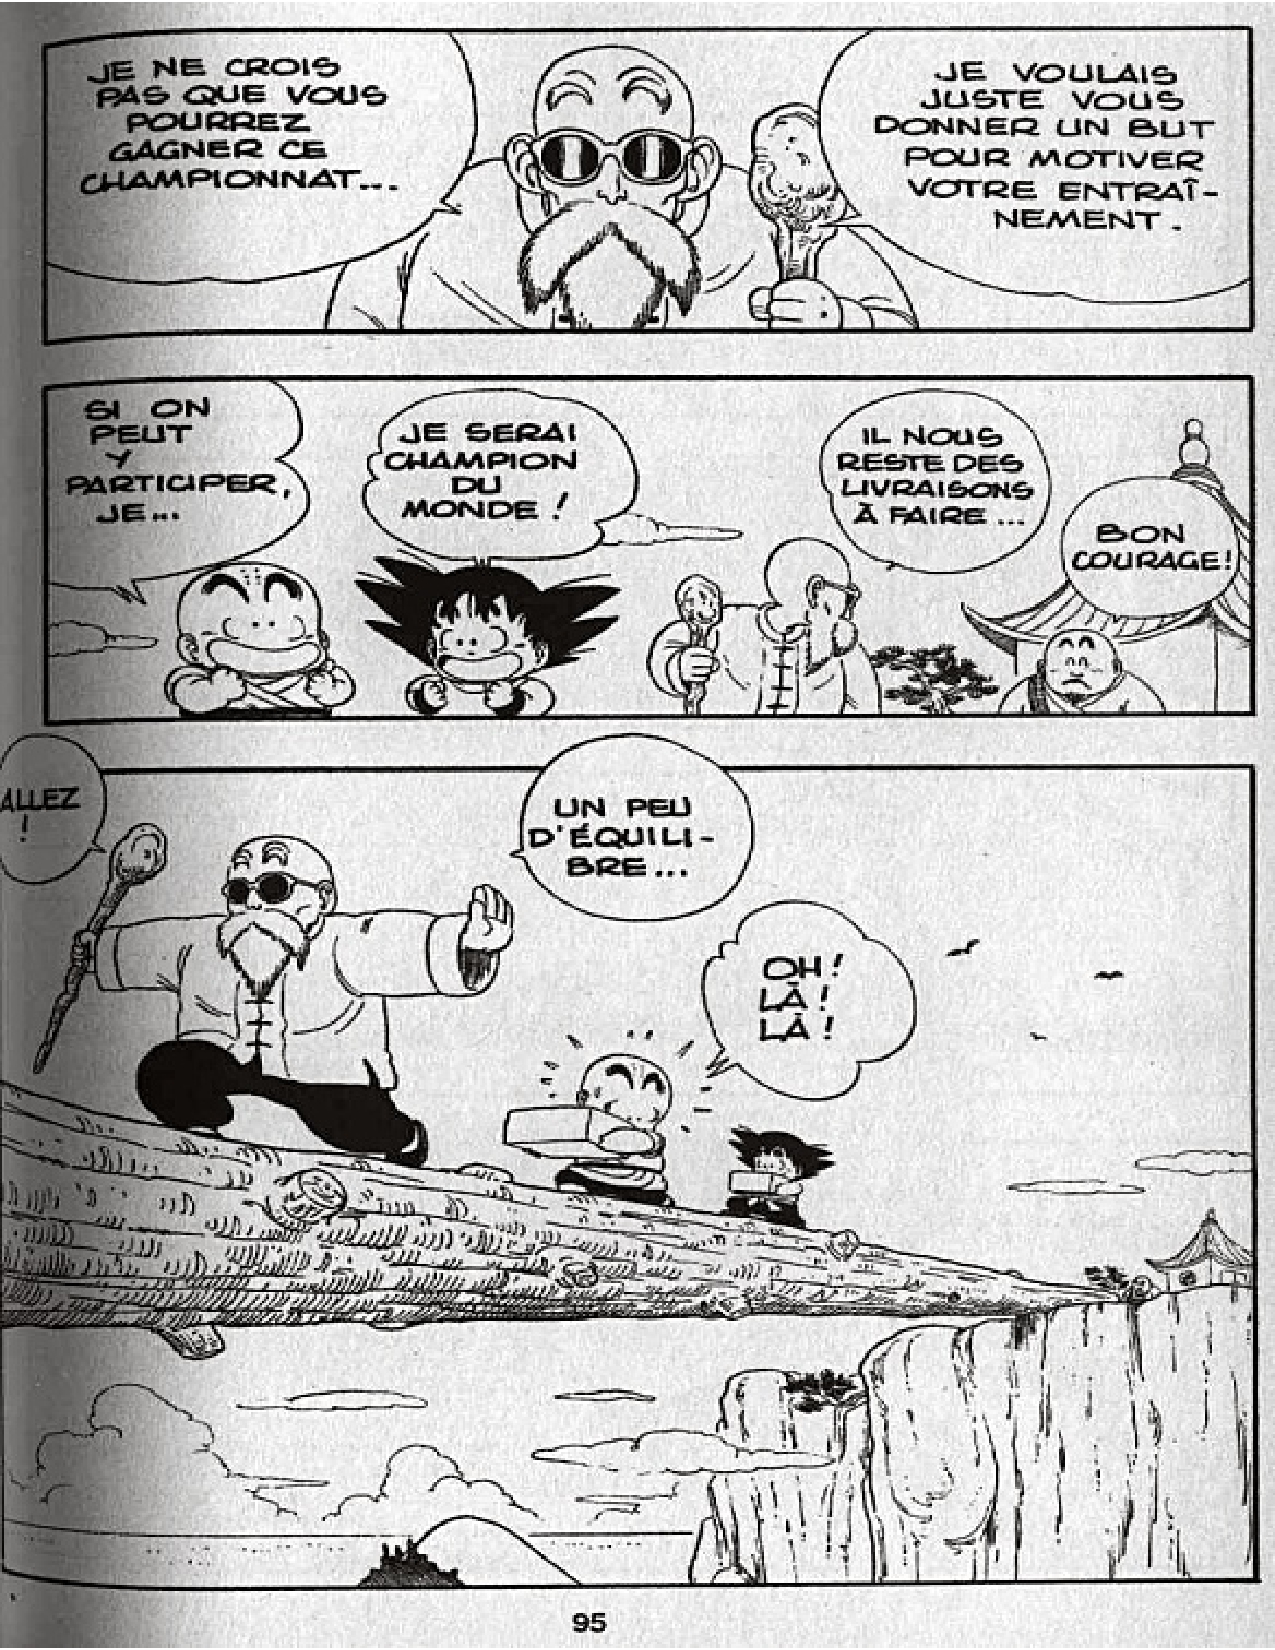 JE NE CROIS
PAS QUE VOUS
POURREZ
GAGNER CE
CHAMPIONNAT...
JE VOULAIS
JUSTE VOUS
DONNER UN BUT
POUR MOTIVER
VOTRE ENTRAÎ-
NEMENT.
SI ON
PEUT
Y
PARTICIPER,
JE...
JE SERAI
CHAMPION
DU
MONDE !
IL NOUS
RESTE DES
LIVRAISONS
À FAIRE...
BON
COURAGE!
ALLEZ
!
UN PEU
D'ÉQUILI-
BRE...
OH!
LÀ!
LÀ!
95